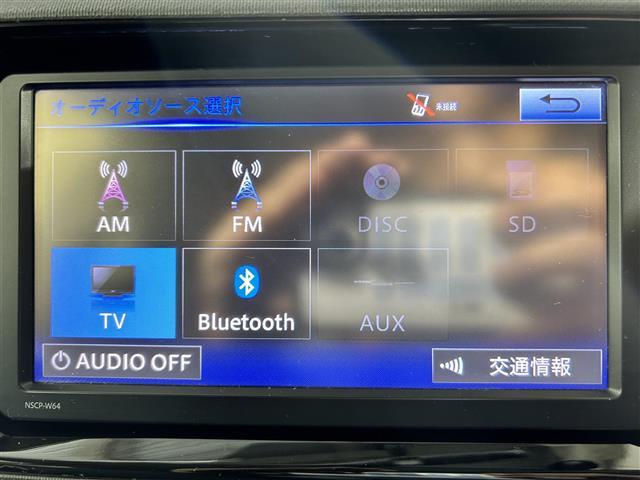 オーディオソース選択
未接続
AM
FM
DISC
SD
TV
Bluetooth
AUX
AUDIO OFF
交通情報
NSCP-W64